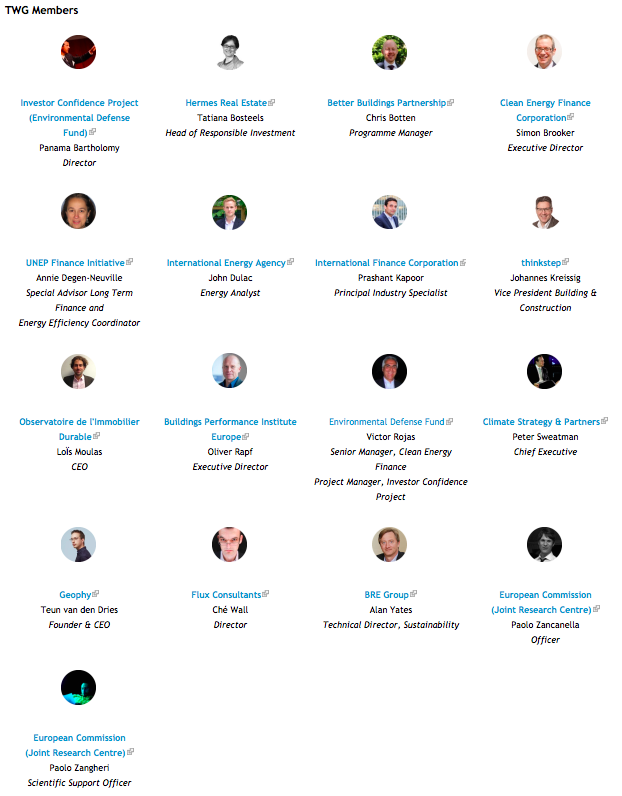 TWG Members
Investor Confidence Project
(Environmental Defense
Fund)
Panama Bartholomy
Director
Hermes Real Estate
Tatiana Bosteels
Head of Responsible Investment
Better Buildings Partnership
Chris Botten
Programme Manager
Clean Energy Finance
Corporation
Simon Brooker
Executive Director
UNEP Finance Initiative
Annie Degen-Neuville
Special Advisor Long Term
Finance and
Energy Efficiency Coordinator
International Energy Agency
John Dulac
Energy Analyst
International Finance Corporation
Prashant Kapoor
Principal Industry Specialist
thinkstep
Johannes Kreissig
Vice President Building &
Construction
Observatoire de l'Immobilier
Durable
Loïs Moulas
CEO
Buildings Performance Institute
Europe
Oliver Rapf
Executive Director
Environmental Defense Fund
Victor Rojas
Senior Manager, Clean Energy
Finance
Project Manager, Investor Confidence
Project
Climate Strategy & Partners
Peter Sweatman
Chief Executive
Geophy
Teun van den Dries
Founder & CEO
Flux Consultants
Ché Wall
Director
BRE Group
Alan Yates
Technical Director, Sustainability
European Commission
(Joint Research Centre)
Paolo Zancanella
Officer
European Commission
(Joint Research Centre)
Paolo Zangheri
Scientific Support Officer